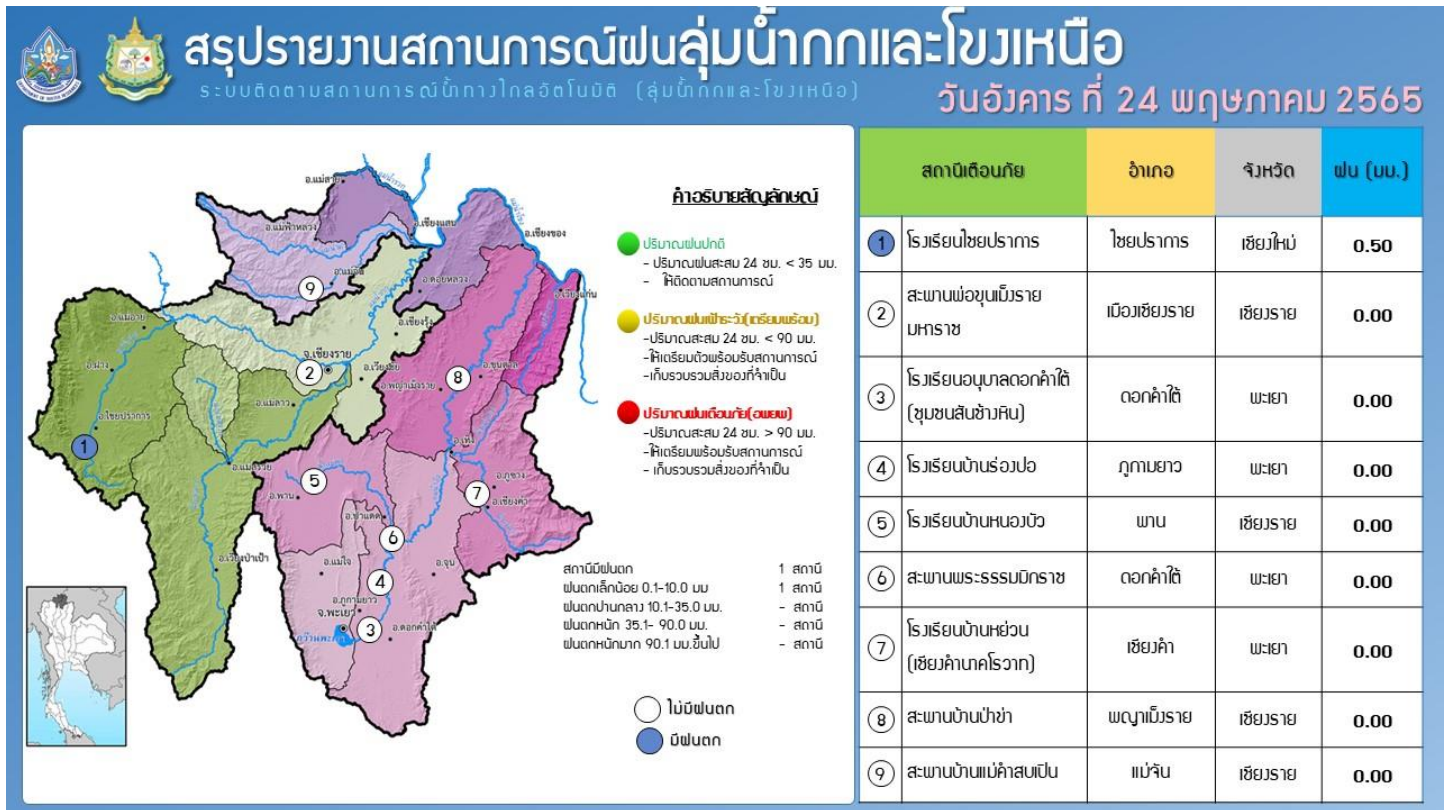 สรุปรายงานสถานการณ์ฝนลุ่มน้ำกกและโขงเหนือ
ระบบติดตามสถานการณ์น้ำทางไกลอัตโนมัติ (ลุ่มน้ำกกและโขงเหนือ)
วันอังคาร ที่ 24 พฤษภาคม 2565
อ.แม่สาย
อ.แม่ฟ้าหลวง
อ.เชียงแสน
อ.เชียงของ
อ.แม่จัน
9
อ.ดอยหลวง
อ.เวียงแก่น
อ.แม่อาย
อ.เชียงรุ้ง
จ.เชียงราย
2
อ.ฝาง
อ.เวียงชัย
อ.พญาเม็งราย
8
อ.ขุนตาล
อ.แม่ลาว
อ.ไชยปราการ
1
อ.เทิง
อ.แม่สรวย
5
อ.พาน
อ.ภูซาง
7
อ.เชียงคำ
อ.ป่าแดด
6
อ.เวียงป่าเป้า
อ.แม่ใจ
4
อ.จุน
อ.ภูกามยาว
จ.พะเยา
3
อ.ดอกคำใต้
กว๊านพะเยา
คำอธิบายสัญลักษณ์
ปริมาณฝนปกติ
- ปริมาณฝนสะสม 24 ชม. < 35 มม.
- ให้ติดตามสถานการณ์
ปริมาณฝนเฝ้าระวัง(เตรียมพร้อม)
-ปริมาณสะสม 24 ชม. < 90 มม.
-ให้เตรียมตัวพร้อมรับสถานการณ์
-เก็บรวบรวมสิ่งของที่จำเป็น
ปริมาณฝนเตือนภัย(อพยพ)
-ปริมาณสะสม 24 ชม. > 90 มม.
-ให้เตรียมพร้อมรับสถานการณ์
- เก็บรวบรวมสิ่งของที่จำเป็น
สถานีมีฝนตก 1 สถานี
ฝนตกเล็กน้อย 0.1-10.0 มม 1 สถานี
ฝนตกปานกลาง 10.1-35.0 มม. - สถานี
ฝนตกหนัก 35.1- 90.0 มม. - สถานี
ฝนตกหนักมาก 90.1 มม.ขึ้นไป - สถานี
ไม่มีฝนตก
มีฝนตก
สถานีเตือนภัย อำเภอ จังหวัด ฝน (มม.)
1 โรงเรียนไชยปราการ ไชยปราการ เชียงใหม่ 0.50
2 สะพานพ่อขุนเม็งราย
มหาราช เมืองเชียงราย เชียงราย 0.00
3 โรงเรียนอนุบาลดอกคำใต้
(ชุมชนสันช้างหิน) ดอกคำใต้ พะเยา 0.00
4 โรงเรียนบ้านร่องปอ ภูกามยาว พะเยา 0.00
5 โรงเรียนบ้านหนองบัว พาน เชียงราย 0.00
6 สะพานพระธรรมมิกราช ดอกคำใต้ พะเยา 0.00
7 โรงเรียนบ้านหย่วน
(เชียงคำนาคโรวาท) เชียงคำ พะเยา 0.00
8 สะพานบ้านป่าข่า พญาเม็งราย เชียงราย 0.00
9 สะพานบ้านแม่คำสบเปิน แม่จัน เชียงราย 0.00